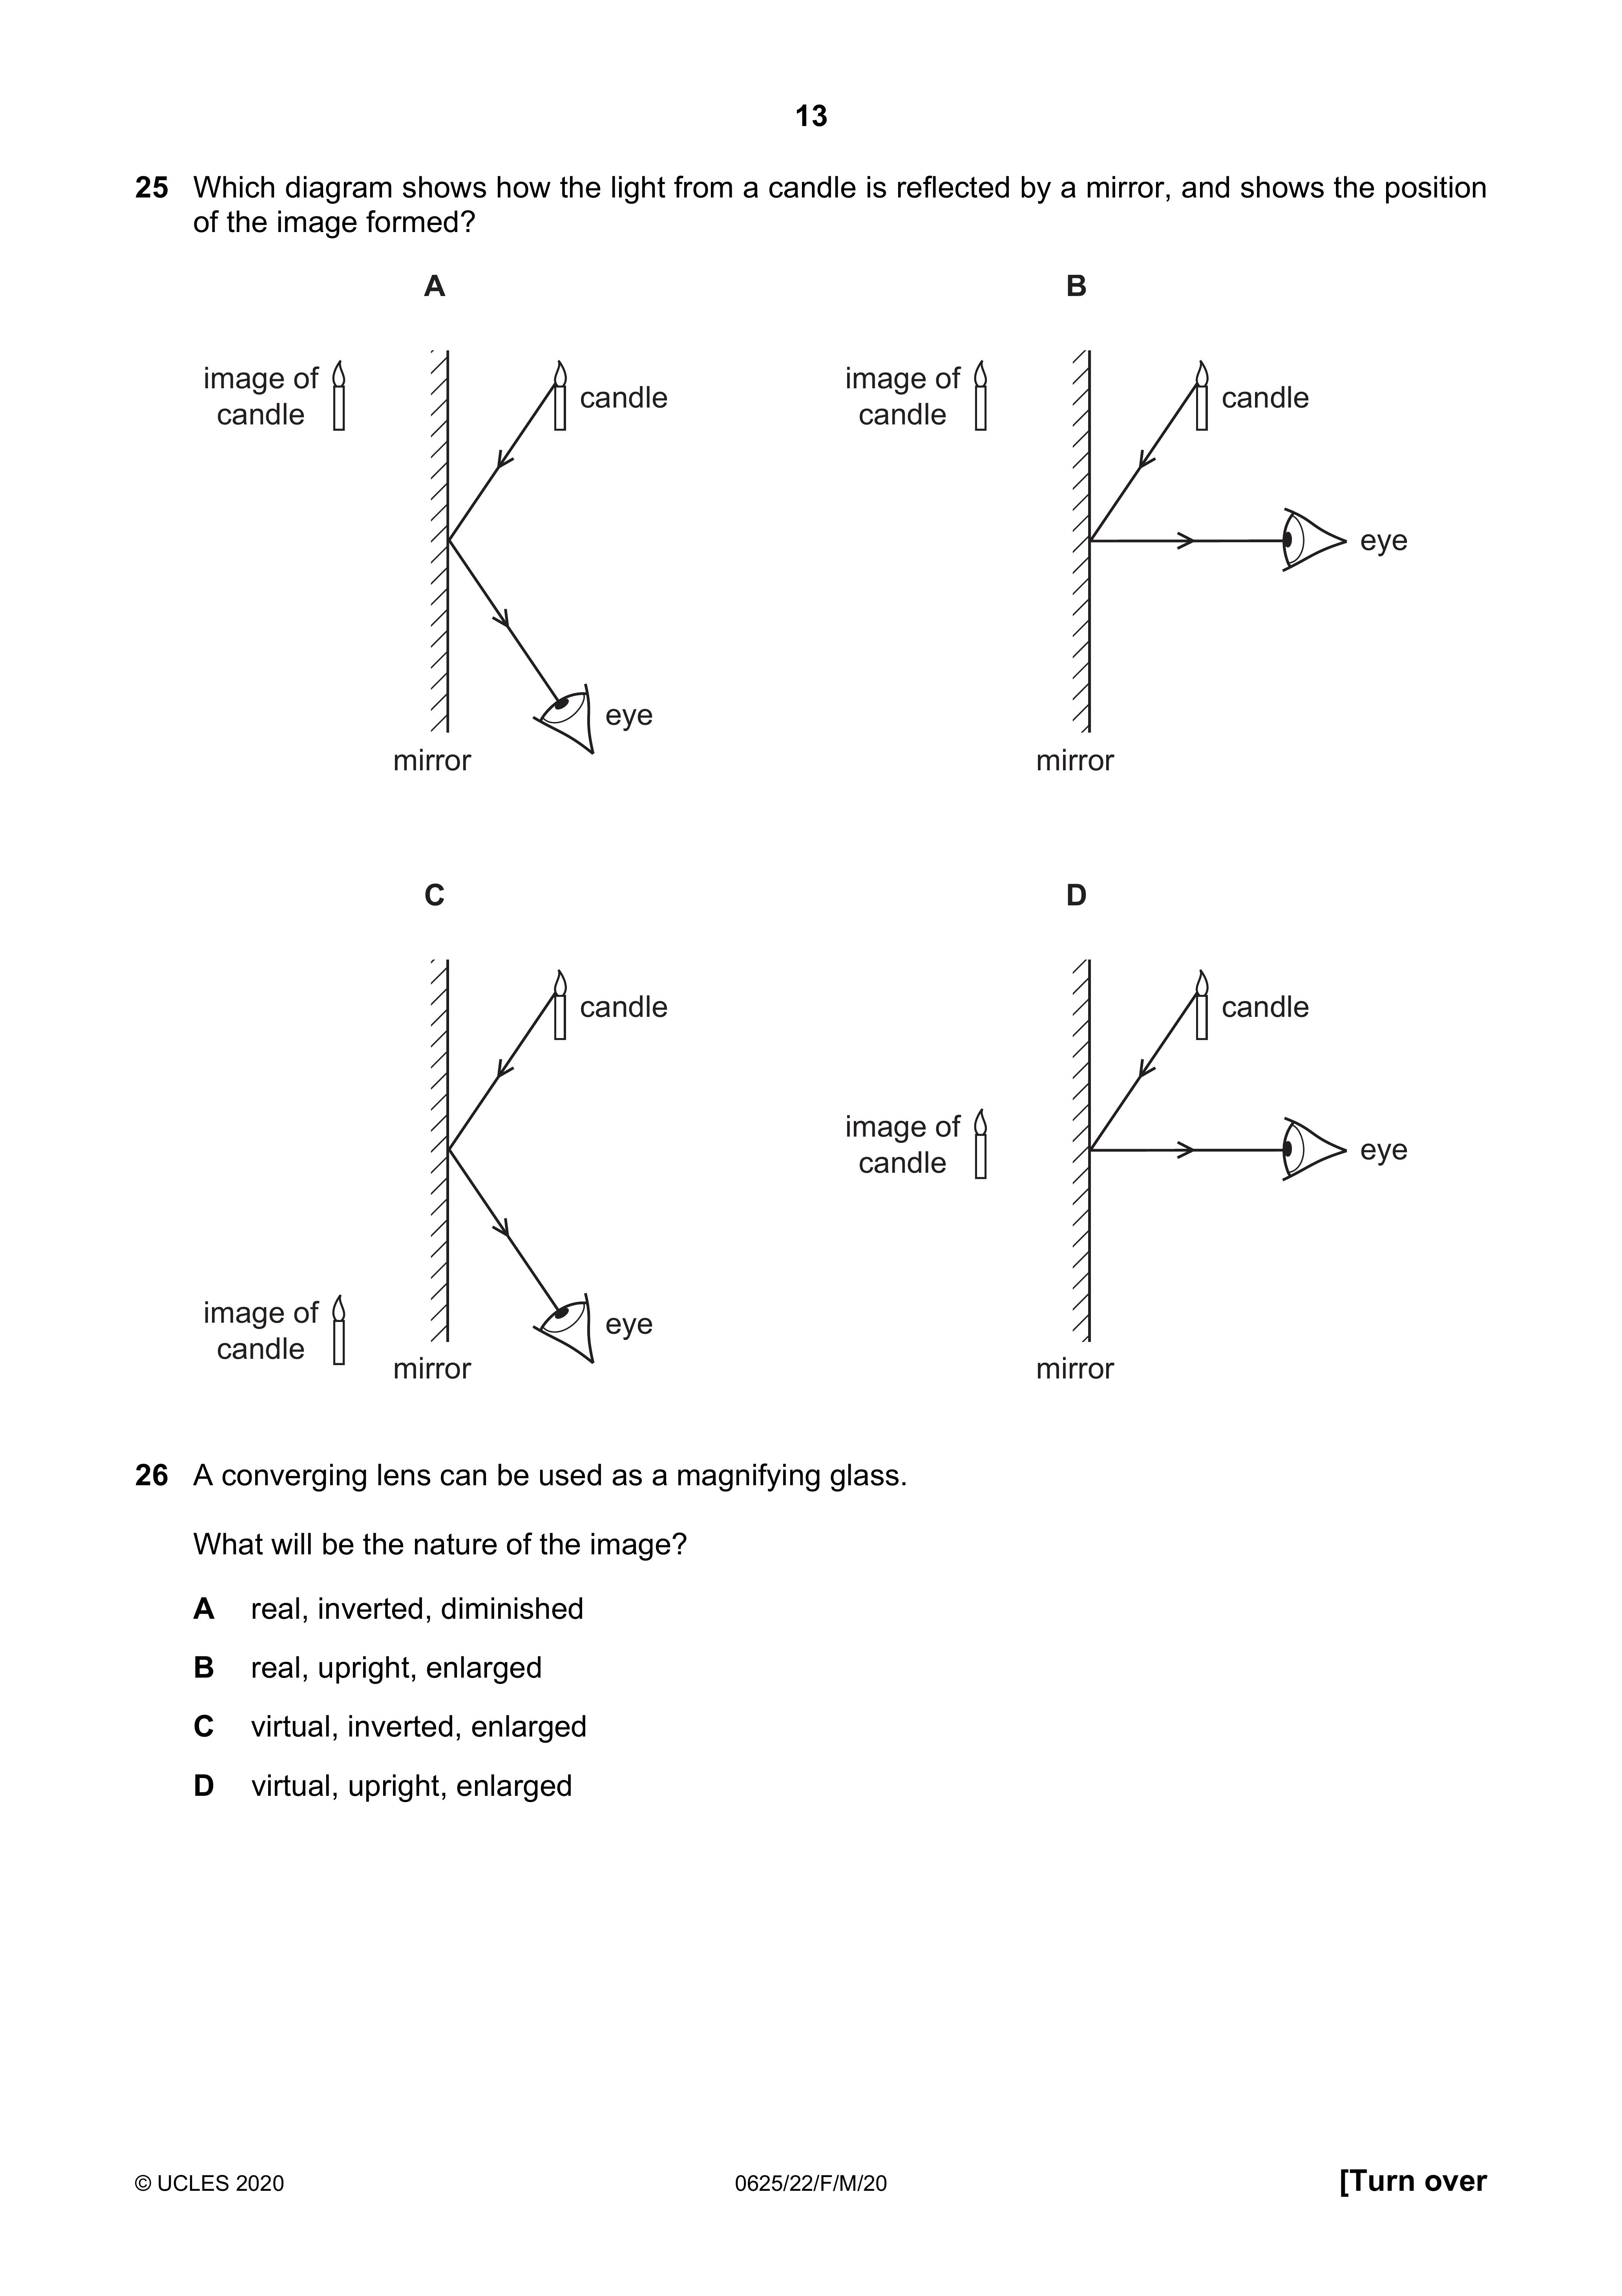 13
25 Which diagram shows how the light from a candle is reflected by a mirror, and shows the position
of the image formed?
A
image of
candle
candle
eye
mirror
B
image of
candle
candle
eye
mirror
C
candle
image of
candle
eye
mirror
D
candle
image of
candle
eye
mirror
26 A converging lens can be used as a magnifying glass.
What will be the nature of the image?
A real, inverted, diminished
B real, upright, enlarged
C virtual, inverted, enlarged
D virtual, upright, enlarged
© UCLES 2020 0625/22/F/M/20 [Turn over